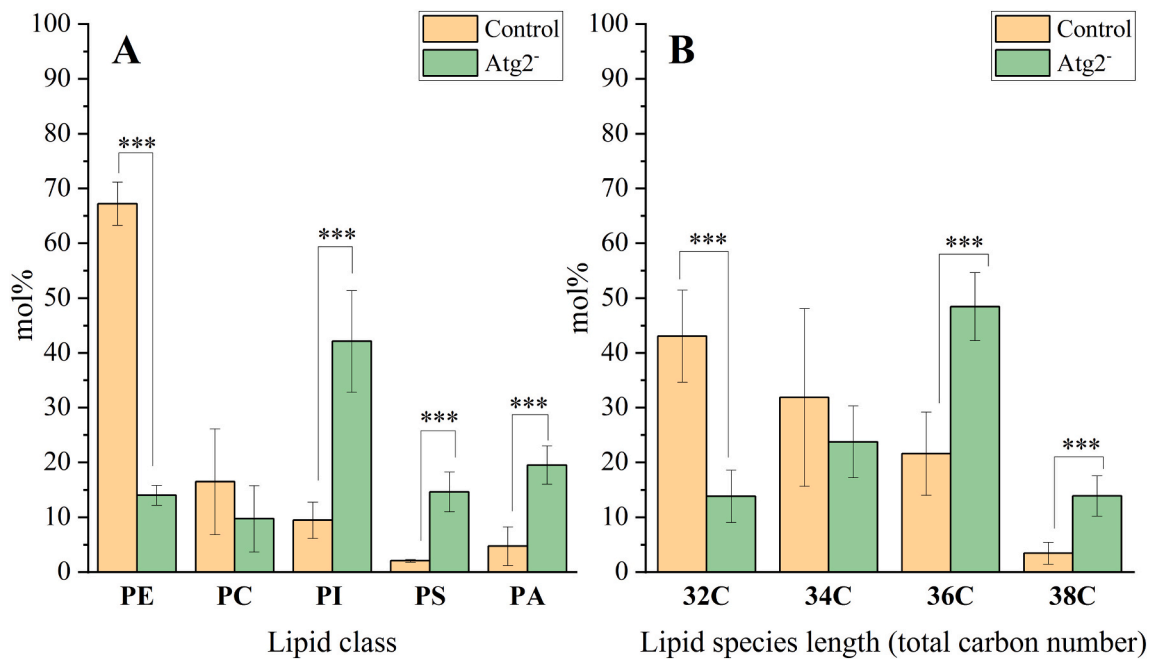 A
Control
Atg2⁻
mol%
100
90
80
70
60
50
40
30
20
10
0
***
***
***
***
PE PC PI PS PA
Lipid class
B
Control
Atg2⁻
mol%
100
90
80
70
60
50
40
30
20
10
0
***
***
***
32C 34C 36C 38C
Lipid species length (total carbon number)